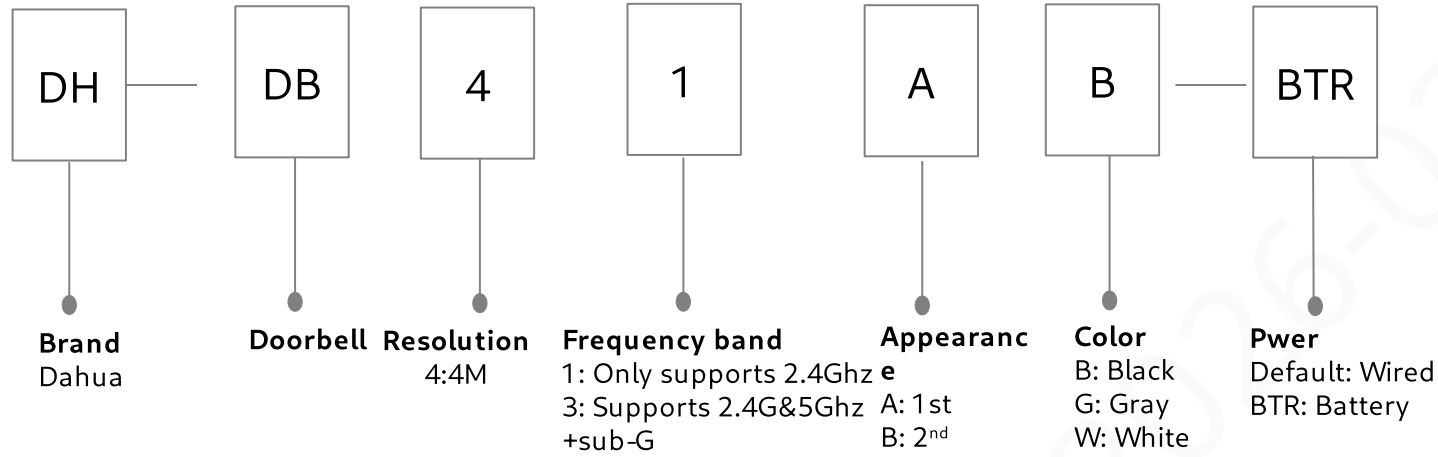 DH — DB 4 1 A B — BTR
Brand
Dahua
Doorbell
Resolution
4:4M
Frequency band
1: Only supports 2.4Ghz
3: Supports 2.4G&5Ghz
+sub-G
Appearanc
e
A: 1st
B: 2nd
Color
B: Black
G: Gray
W: White
Pwer
Default: Wired
BTR: Battery